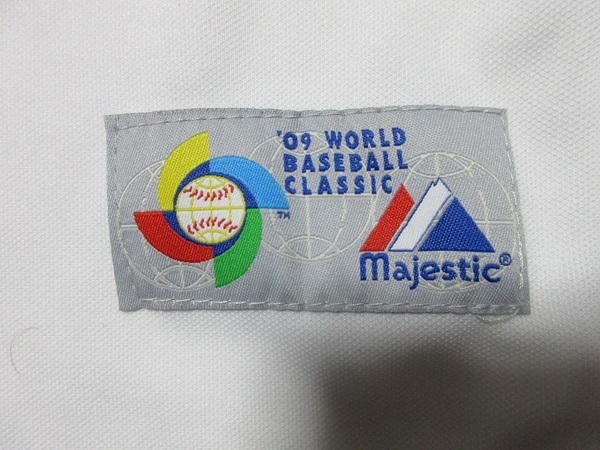 '09 WORLD
BASEBALL
CLASSIC
TM
Majestic®